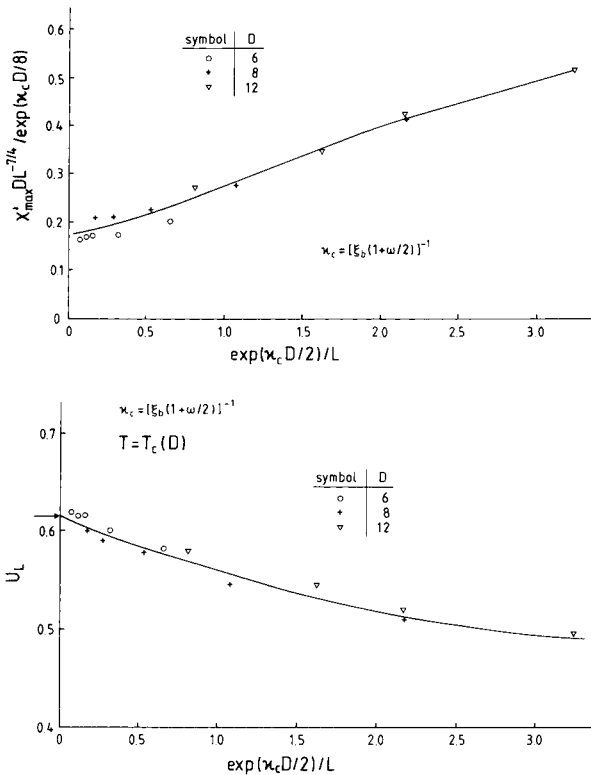 0.6
0.5
0.4
0.3
0.2
0.1
0
χ'max DL^-7/4/exp(ϰcD/8)
symbol D
○ 6
+ 8
▽ 12
ϰc=[ξb(1+ω/2)]^-1
0 0.5 1.0 1.5 2.0 2.5 3.0
exp(ϰcD/2)/L
ϰc=[ξb(1+ω/2)]^-1
T=Tc(D)
0.7
0.6
0.5
0.4
UL
symbol D
○ 6
+ 8
▽ 12
0 0.5 1.0 1.5 2.0 2.5 3.0
exp(ϰcD/2)/L